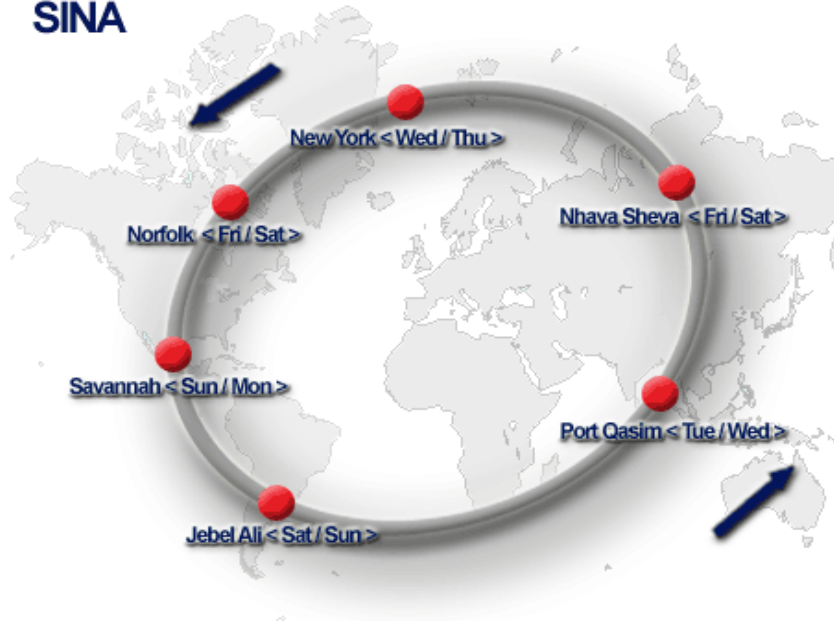 SINA
New York < Wed / Thu >
Nhava Sheva < Fri / Sat >
Norfolk < Fri / Sat >
Savannah < Sun / Mon >
Port Qasim < Tue / Wed >
Jebel Ali < Sat / Sun >